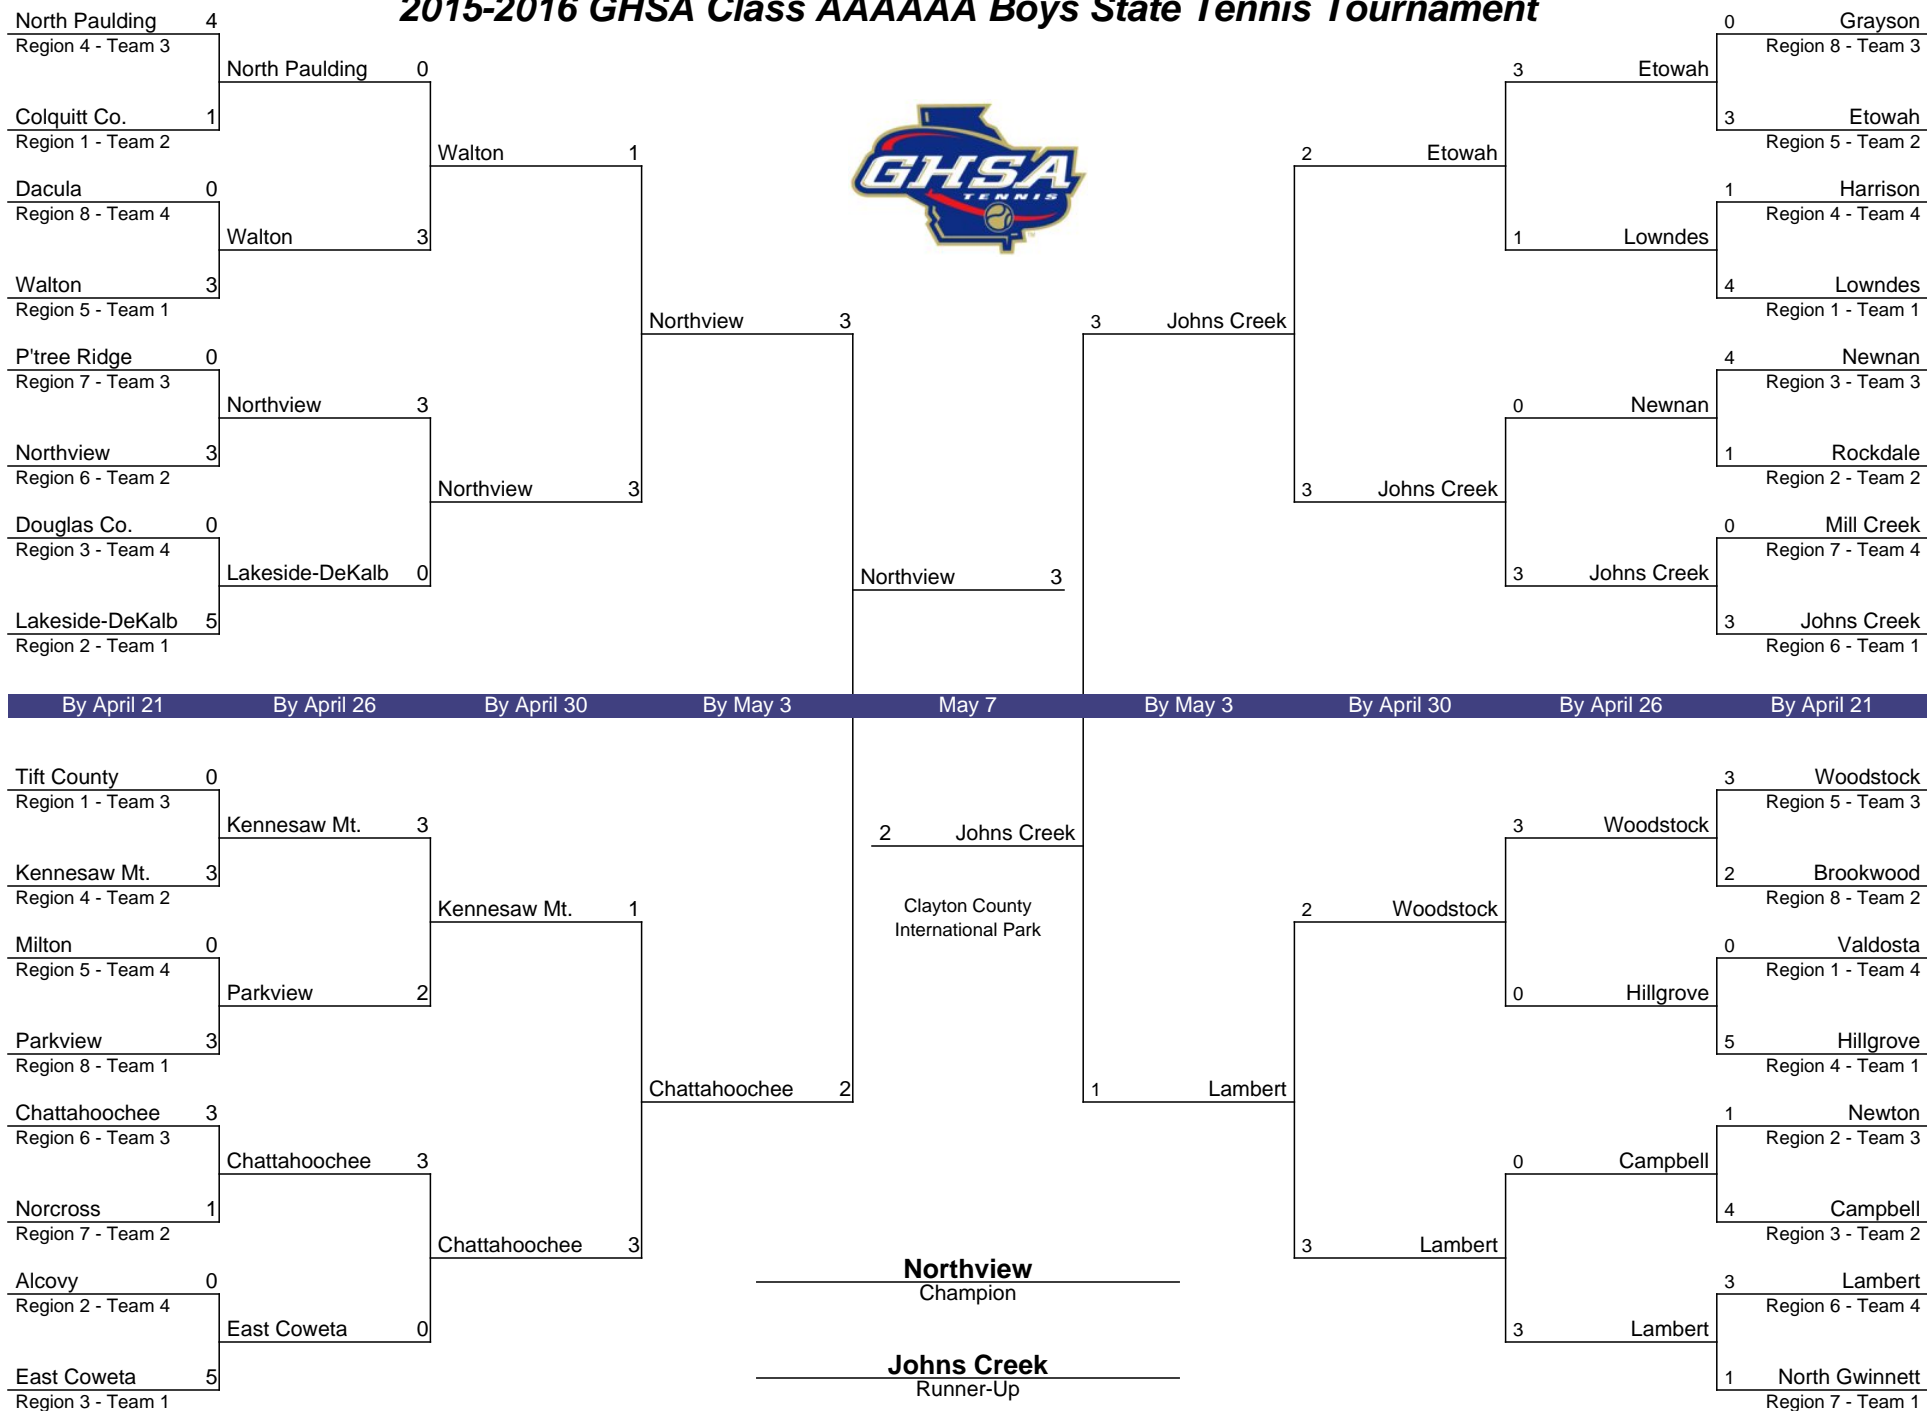 2015-2016 GHSA Class AAAAAA Boys State Tennis Tournament
North Paulding 4
Region 4 - Team 3
North Paulding 0
Colquitt Co. 1
Region 1 - Team 2
Walton 1
Dacula 0
Region 8 - Team 4
Walton 3
Walton 3
Region 5 - Team 1
Northview 3
P'tree Ridge 0
Region 7 - Team 3
Northview 3
Northview 3
Region 6 - Team 2
Northview 3
Douglas Co. 0
Region 3 - Team 4
Lakeside-DeKalb 0
Lakeside-DeKalb 5
Region 2 - Team 1
GHSA
TENNIS
Northview 3
0 Grayson
Region 8 - Team 3
3 Etowah
3 Etowah
Region 5 - Team 2
2 Etowah
1 Harrison
Region 4 - Team 4
1 Lowndes
4 Lowndes
Region 1 - Team 1
3 Johns Creek
4 Newnan
Region 3 - Team 3
0 Newnan
1 Rockdale
Region 2 - Team 2
3 Johns Creek
0 Mill Creek
Region 7 - Team 4
3 Johns Creek
3 Johns Creek
Region 6 - Team 1
By April 21 By April 26 By April 30 By May 3 May 7 By May 3 By April 30 By April 26 By April 21
Tift County 0
Region 1 - Team 3
Kennesaw Mt. 3
Kennesaw Mt. 3
Region 4 - Team 2
Kennesaw Mt. 1
Milton 0
Region 5 - Team 4
Parkview 2
Parkview 3
Region 8 - Team 1
Chattahoochee 2
Chattahoochee 3
Region 6 - Team 3
Chattahoochee 3
Norcross 1
Region 7 - Team 2
Chattahoochee 3
Alcovy 0
Region 2 - Team 4
East Coweta 0
East Coweta 5
Region 3 - Team 1
2 Johns Creek
Clayton County
International Park
Northview
Champion
Johns Creek
Runner-Up
3 Woodstock
Region 5 - Team 3
3 Woodstock
2 Brookwood
Region 8 - Team 2
2 Woodstock
0 Valdosta
Region 1 - Team 4
0 Hillgrove
5 Hillgrove
Region 4 - Team 1
1 Lambert
1 Newton
Region 2 - Team 3
0 Campbell
4 Campbell
Region 3 - Team 2
3 Lambert
3 Lambert
Region 6 - Team 4
3 Lambert
1 North Gwinnett
Region 7 - Team 1